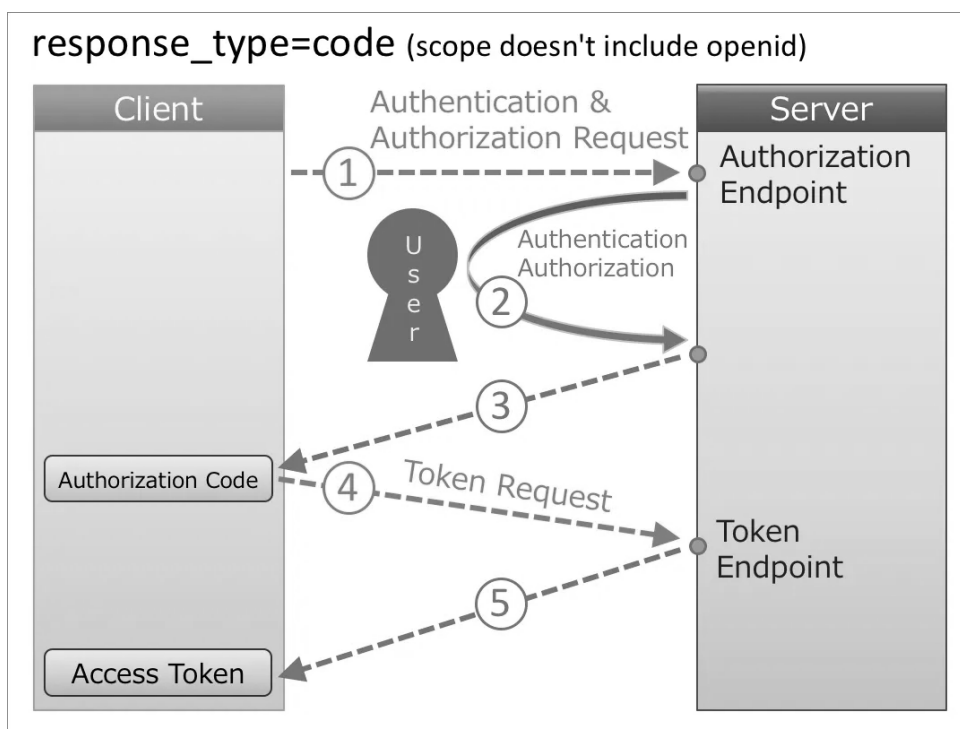 response_type=code (scope doesn't include openid)
Client
Authentication &
Authorization Request
Server
1
Authorization
Endpoint
User
Authentication
Authorization
2
3
Authorization Code
4
Token Request
Token
Endpoint
5
Access Token